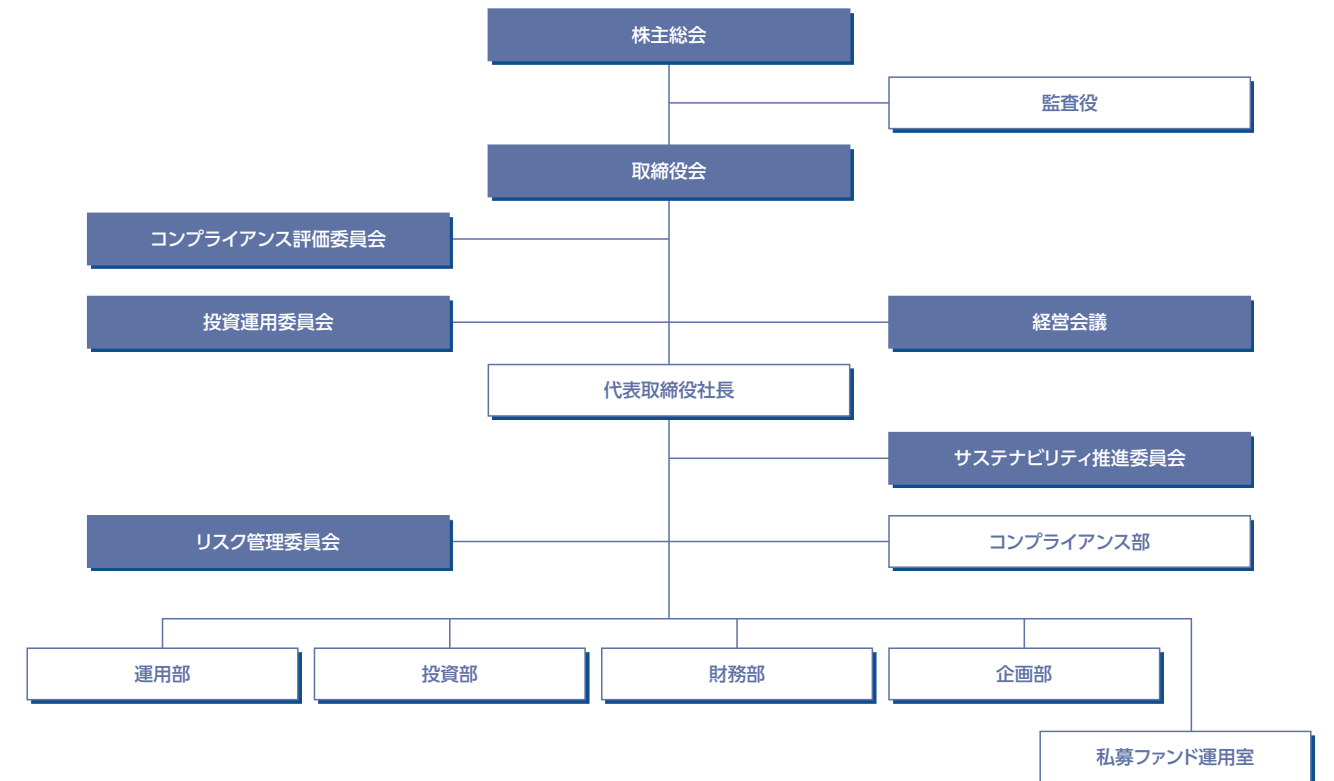 株主総会
監査役
取締役会
コンプライアンス評価委員会
投資運用委員会
経営会議
代表取締役社長
サステナビリティ推進委員会
リスク管理委員会
コンプライアンス部
運用部
投資部
財務部
企画部
私募ファンド運用室